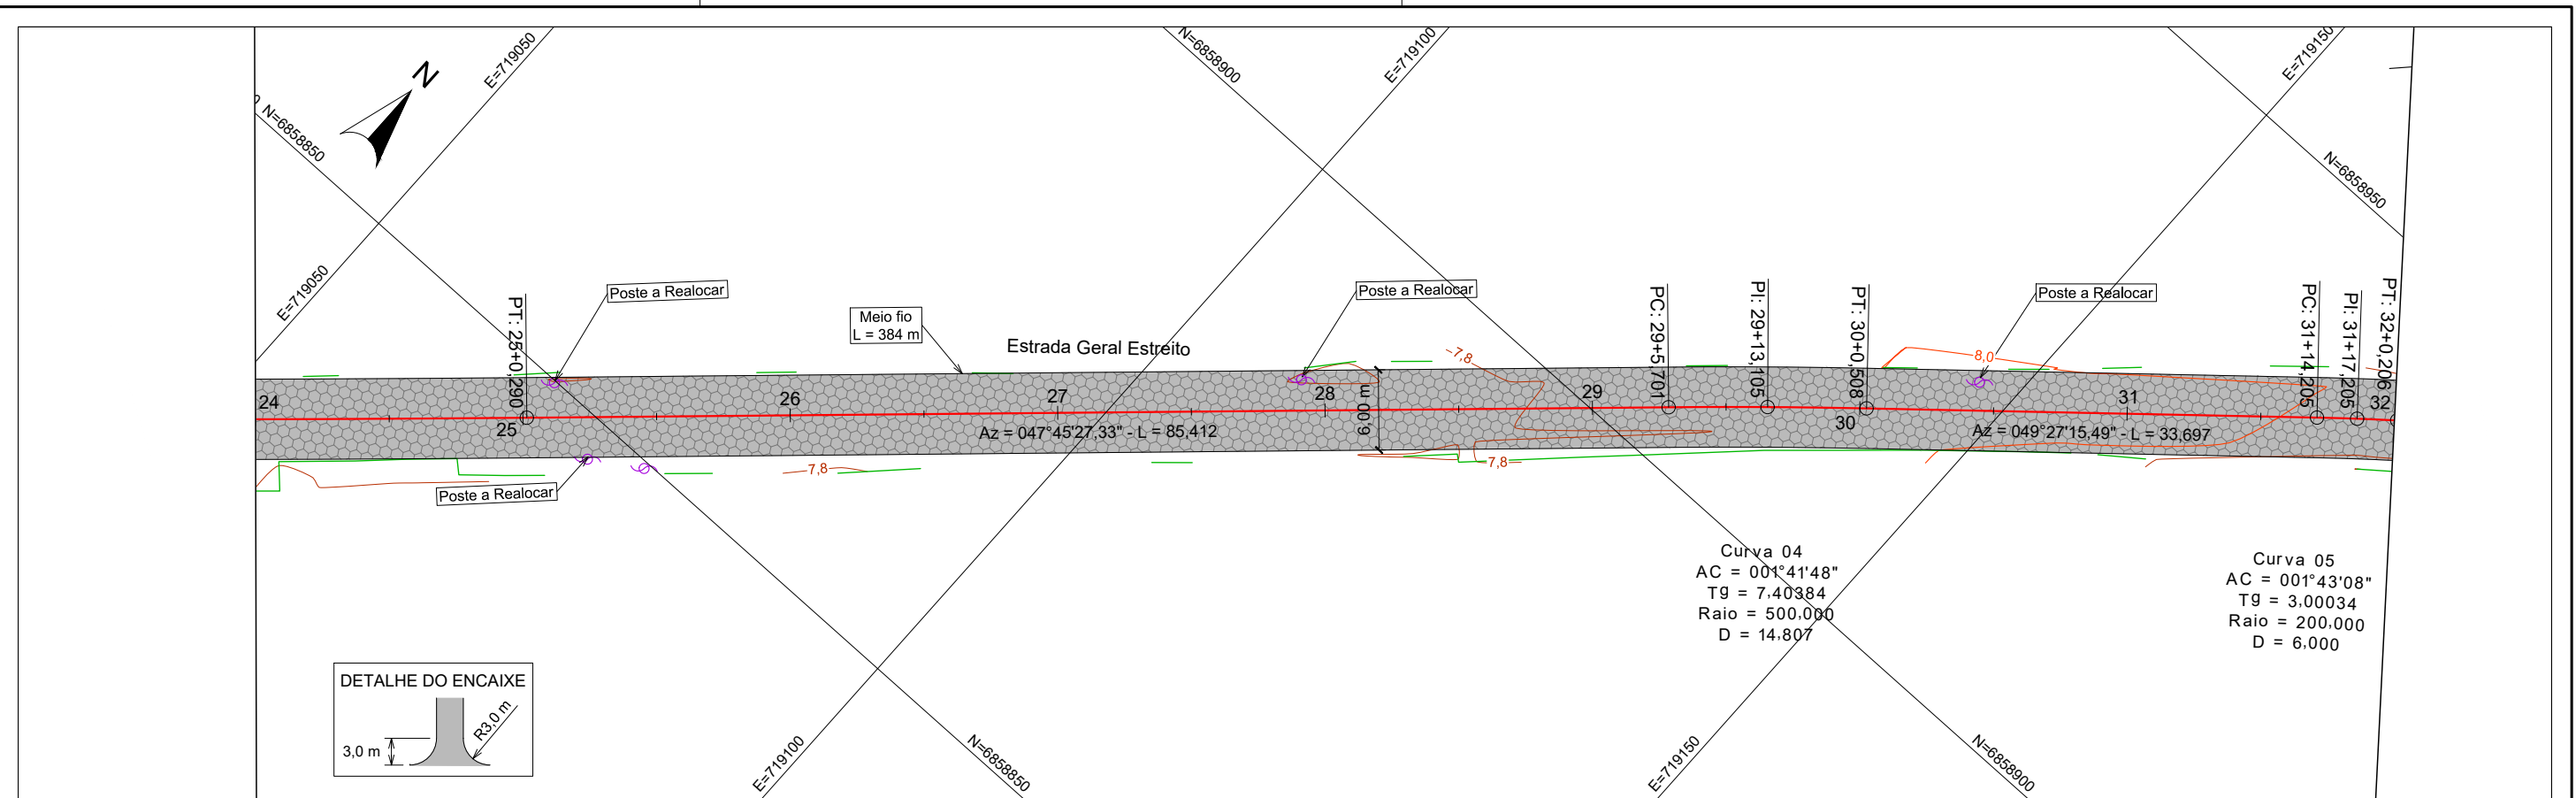 E=719050
N=6858900
E=719100
E=719150
N
N=6858850
N=6858950
E=719050
Poste a Realocar
Poste a Realocar
Poste a Realocar
PT: 25+0,290
Meio fio
L = 384 m
Estrada Geral Estreito
PC: 29+5,701
PI: 29+13,105
PT: 30+0,508
PC: 31+14,205
PI: 31+17,205
PT: 32+0,206
7,8
8,0
24
25
26
27
28
29
30
31
32
6,00 m
Az = 047°45'27,33" - L = 85,412
Az = 049°27'15,49" - L = 33,697
7,8
7,8
Poste a Realocar
Curva 04
AC = 001°41'48"
Tg = 7,40384
Raio = 500,000
D = 14,807
Curva 05
AC = 001°43'08"
Tg = 3,00034
Raio = 200,000
D = 6,000
DETALHE DO ENCAIXE
R3,0 m
3,0 m
E=719100
N=6858850
E=719150
N=6858900